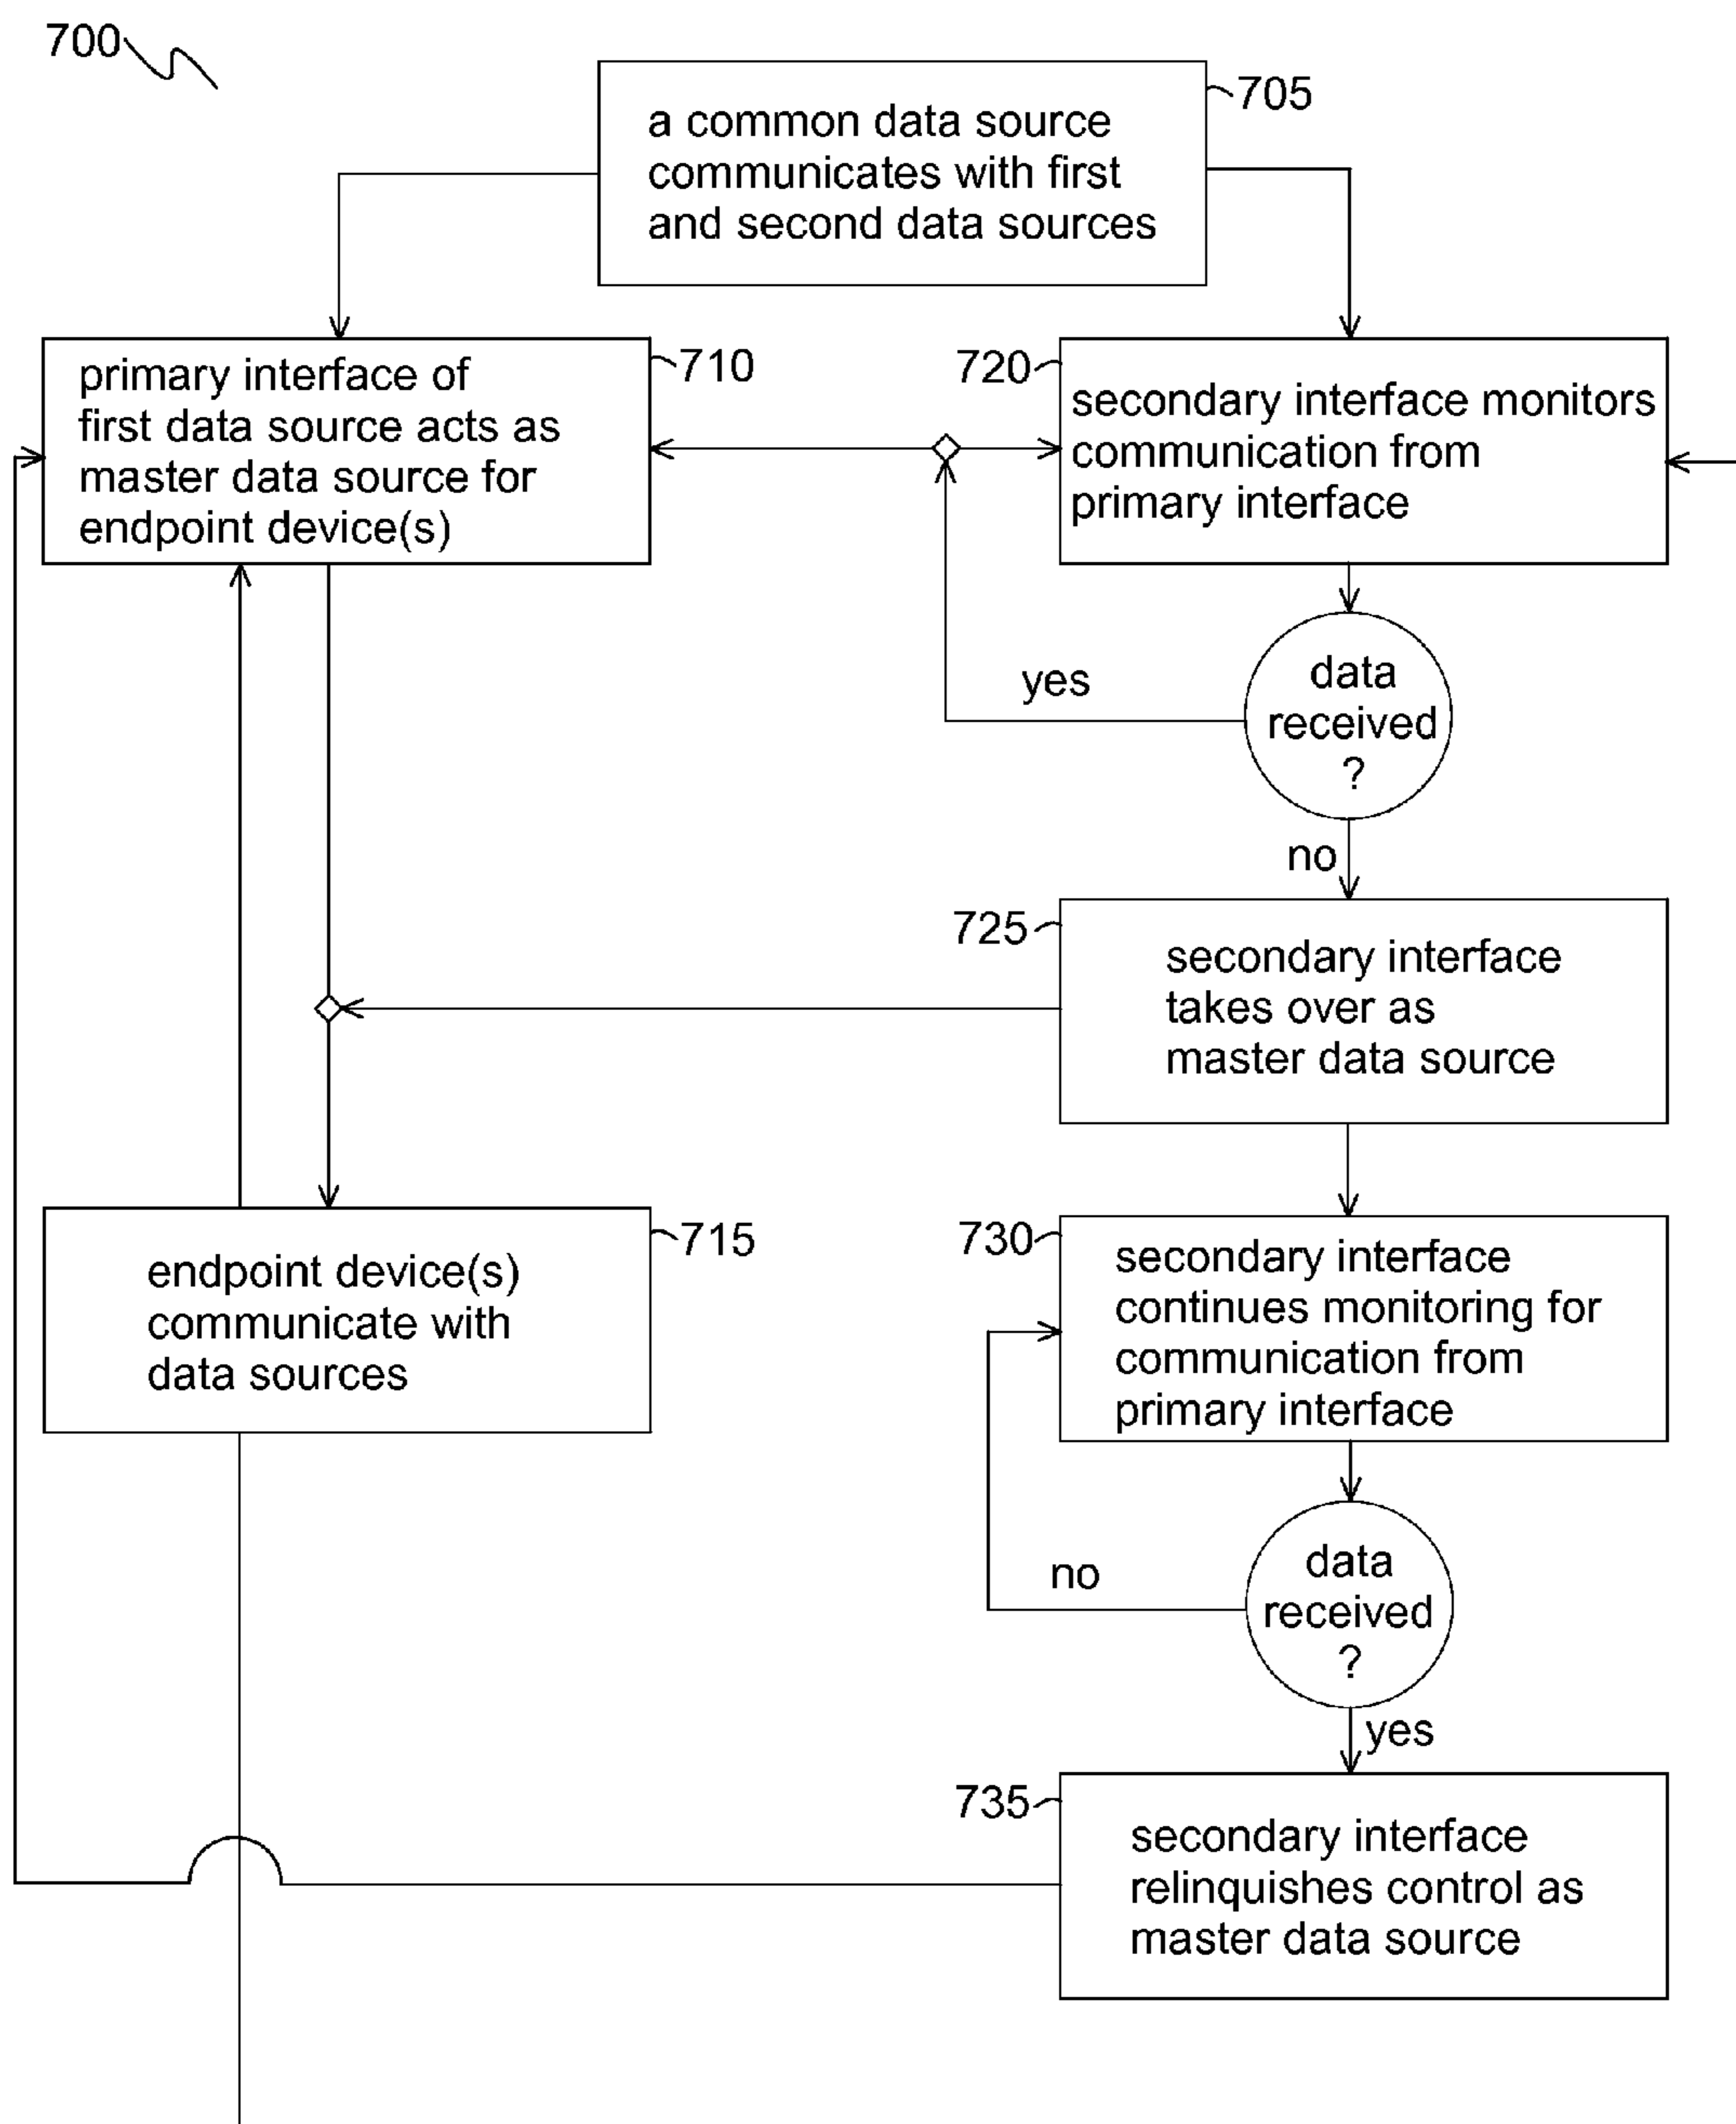 700
a common data source
communicates with first
and second data sources
705
primary interface of
first data source acts as
master data source for
endpoint device(s)
710
720
secondary interface monitors
communication from
primary interface
data
received
?
yes
no
725
secondary interface
takes over as
master data source
endpoint device(s)
communicate with
data sources
715
730
secondary interface
continues monitoring for
communication from
primary interface
data
received
?
no
yes
735
secondary interface
relinquishes control as
master data source